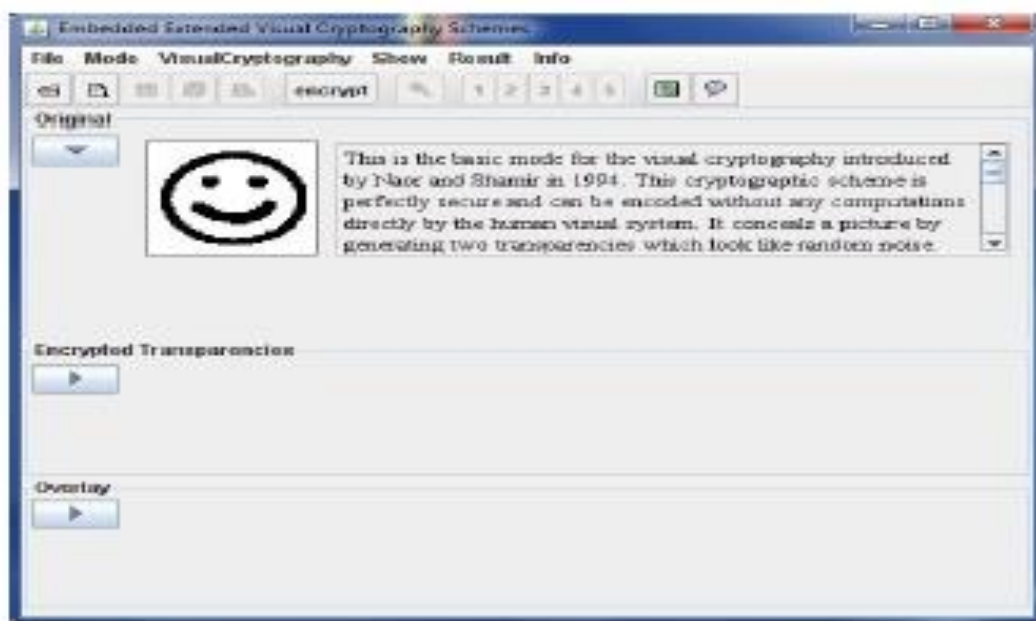 Embedded Extended Visual Cryptography Schemes
File Mode VisualCryptography Show Result Info
encrypt 1 2 3 4 5
Original
This is the basic mode for the visual cryptography introduced
by Naor and Shamir in 1994. This cryptographic scheme is
perfectly secure and can be encoded without any computations
directly by the human visual system. It conceals a picture by
generating two transparencies which look like random noise.
Encrypted Transparencies
Overlay